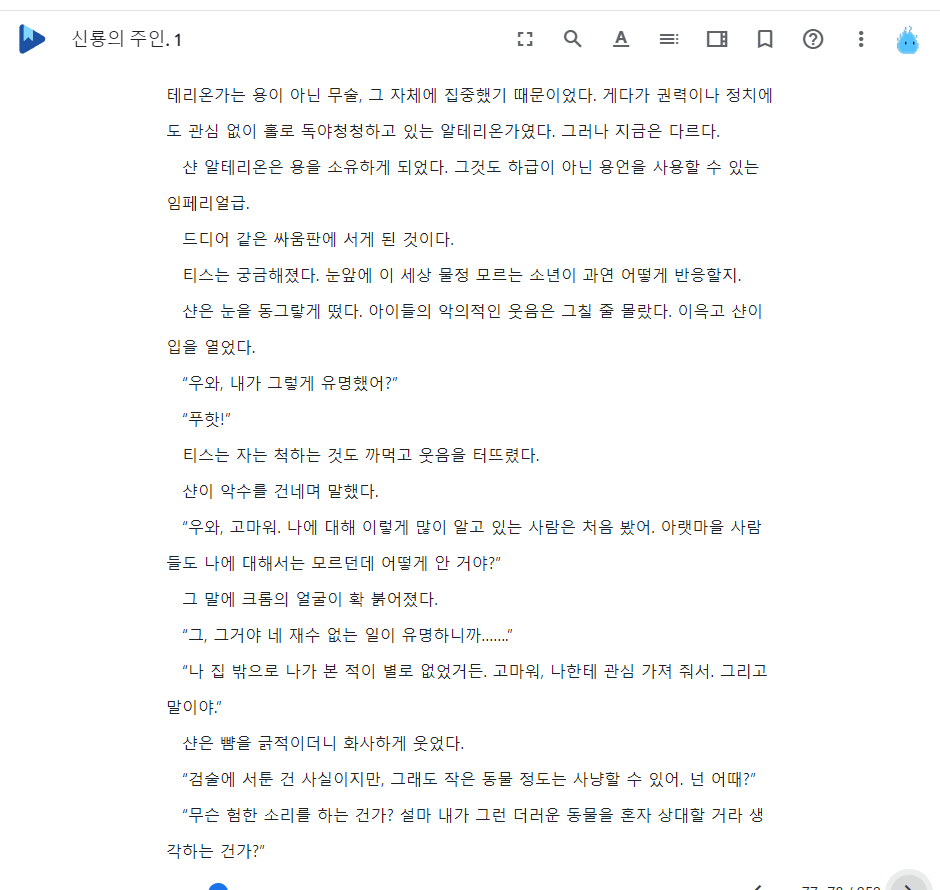 신룡의 주인. 1
테리온가는 용이 아닌 무술, 그 자체에 집중했기 때문이었다. 게다가 권력이나 정치에
도 관심 없이 홀로 독야청청하고 있는 알테리온가였다. 그러나 지금은 다르다.
샨 알테리온은 용을 소유하게 되었다. 그것도 하급이 아닌 용언을 사용할 수 있는
임페리얼급.
드디어 같은 싸움판에 서게 된 것이다.
티스는 궁금해졌다. 눈앞에 이 세상 물정 모르는 소년이 과연 어떻게 반응할지.
샨은 눈을 동그랗게 떴다. 아이들의 악의적인 웃음은 그칠 줄 몰랐다. 이윽고 샨이
입을 열었다.
“우와, 내가 그렇게 유명했어?”
“푸핫!”
티스는 자는 척하는 것도 까먹고 웃음을 터뜨렸다.
샨이 악수를 건네며 말했다.
“우와, 고마워. 나에 대해 이렇게 많이 알고 있는 사람은 처음 봤어. 아랫마을 사람
들도 나에 대해서는 모르던데 어떻게 안 거야?”
그 말에 크롬의 얼굴이 확 붉어졌다.
“그, 그거야 네 재수 없는 일이 유명하니까…….”
“나 집 밖으로 나가 본 적이 별로 없었거든. 고마워, 나한테 관심 가져 줘서. 그리고
말이야.”
샨은 뺨을 긁적이더니 화사하게 웃었다.
“검술에 서툰 건 사실이지만, 그래도 작은 동물 정도는 사냥할 수 있어. 넌 어때?”
“무슨 험한 소리를 하는 건가? 설마 내가 그런 더러운 동물을 혼자 상대할 거라 생
각하는 건가?”